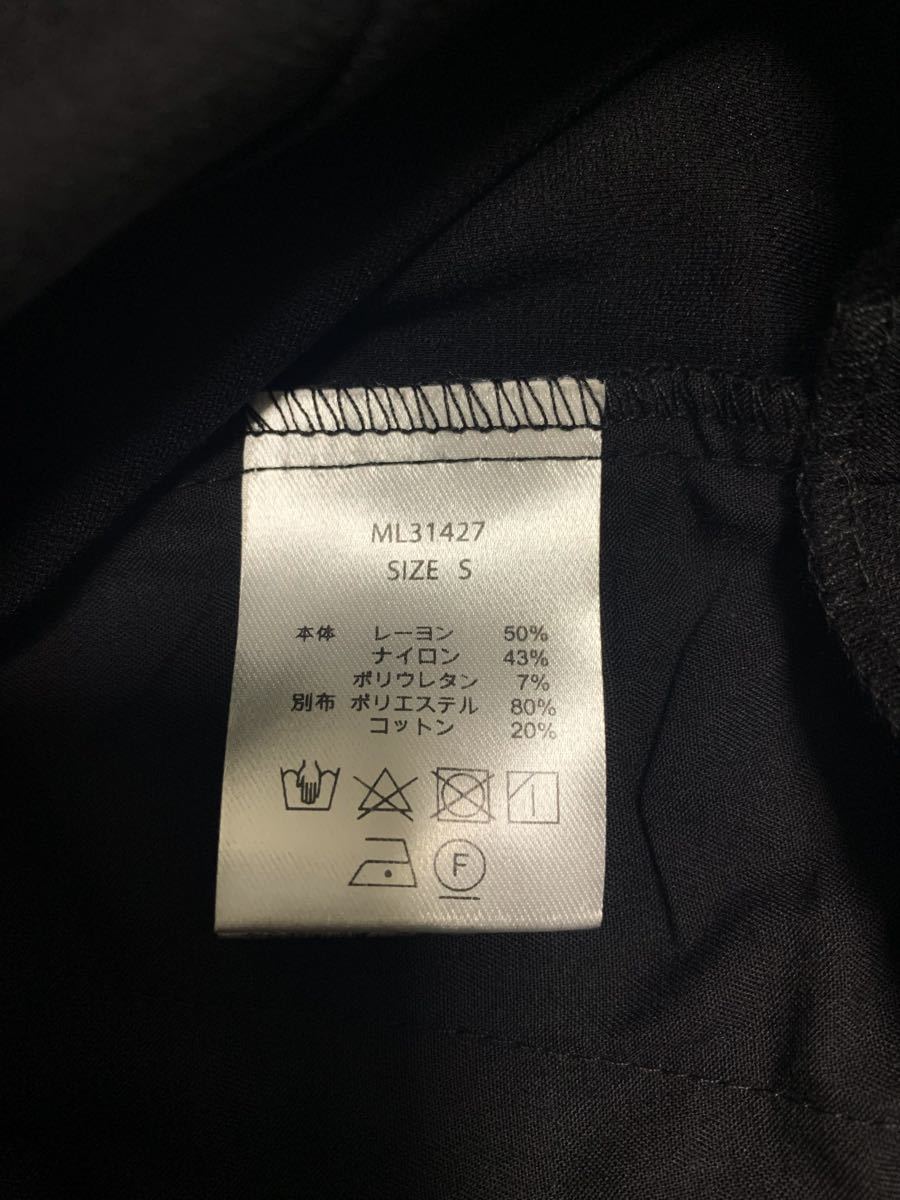 ML31427
SIZE S
本体 レーヨン 50%
ナイロン 43%
ポリウレタン 7%
別布 ポリエステル 80%
コットン 20%
F